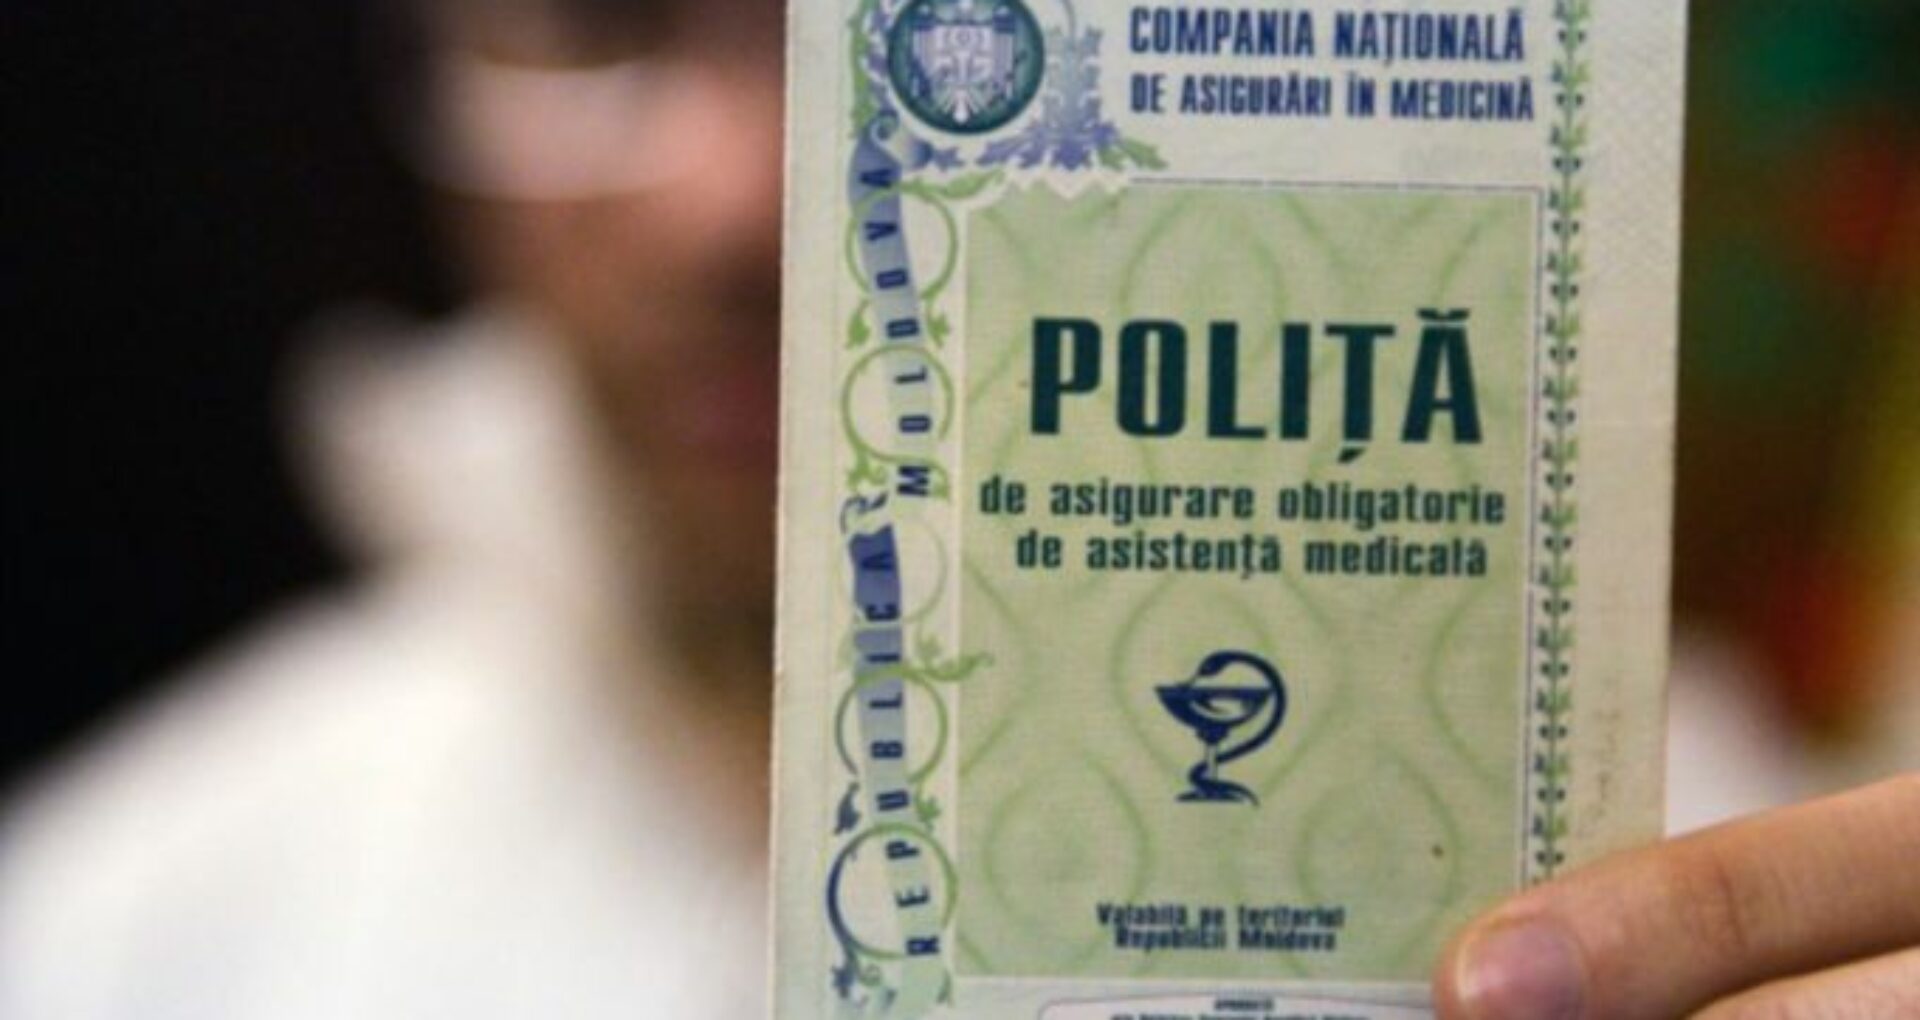 COMPANIA NAȚIONALĂ
DE ASIGURĂRI ÎN MEDICINĂ
REPUBLICA MOLDOVA
POLIȚĂ
de asigurare obligatorie
de asistență medicală
Valabilă pe teritoriul
Republicii Moldova